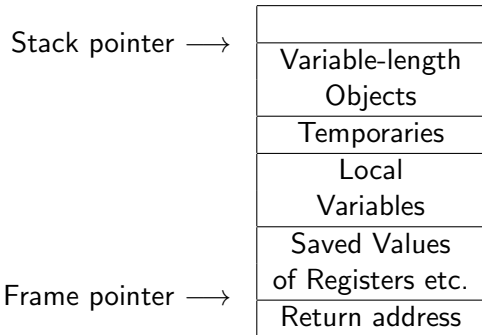 Stack pointer →
Variable-length
Objects
Temporaries
Local
Variables
Saved Values
of Registers etc.
Frame pointer →
Return address